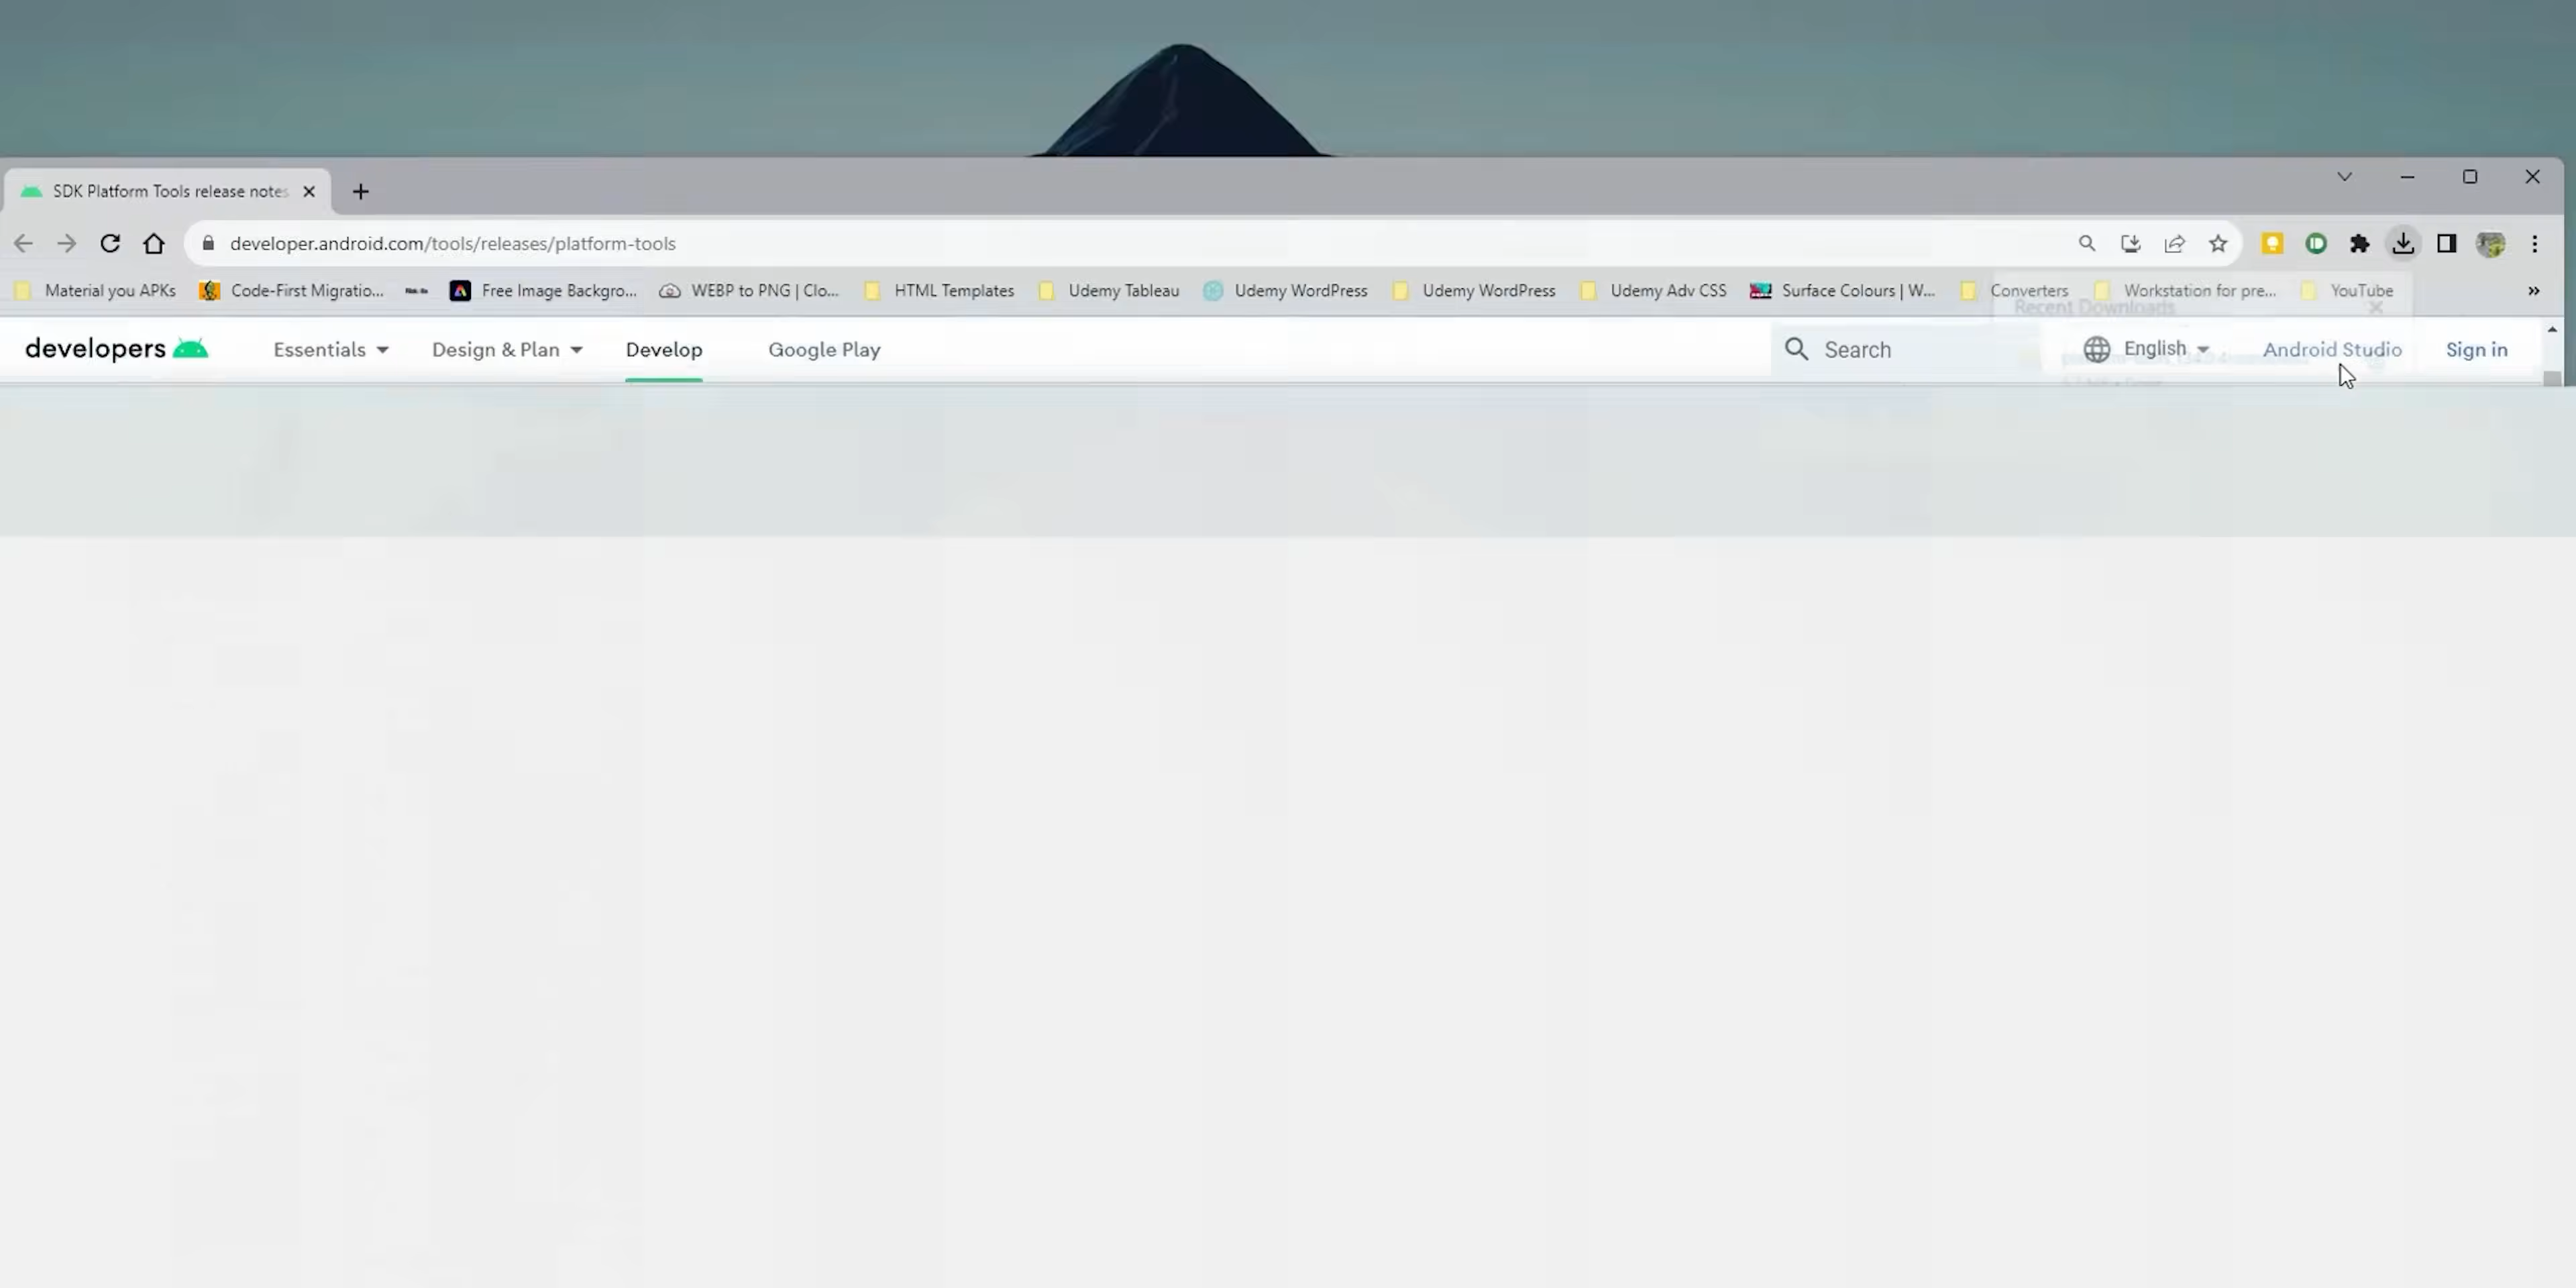 SDK Platform Tools release notes
developer.android.com/tools/releases/platform-tools
Material you APKs Code-First Migratio... Free Image Backgro... WEBP to PNG | Clo... HTML Templates Udemy Tableau Udemy WordPress Udemy WordPress Udemy Adv CSS Surface Colours | W... Converters Workstation for pre... YouTube »
Recent Downloads
developers Essentials Design & Plan Develop Google Play Search English Android Studio Sign in